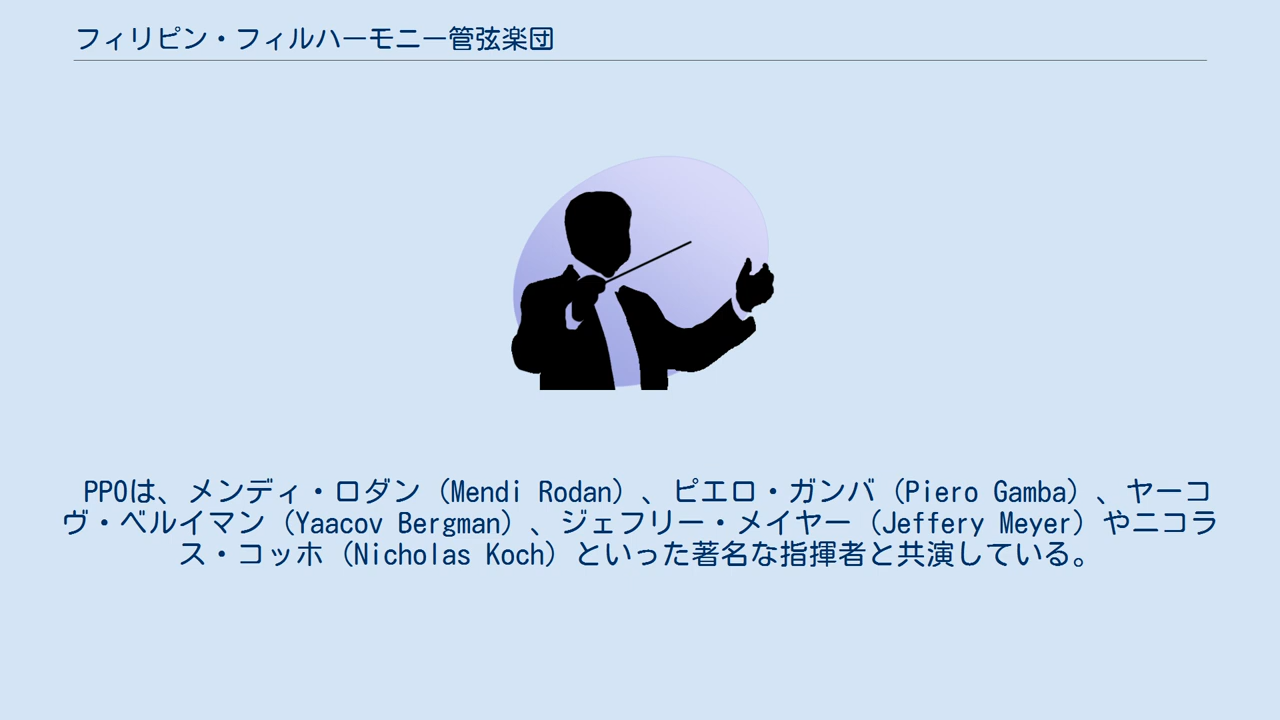 フィリピン・フィルハーモニー管弦楽団
PPOは、メンディ・ロダン（Mendi Rodan）、ピエロ・ガンバ（Piero Gamba）、ヤーコ
ヴ・ベルイマン（Yaacov Bergman）、ジェフリー・メイヤー（Jeffery Meyer）やニコラ
ス・コッホ（Nicholas Koch）といった著名な指揮者と共演している。